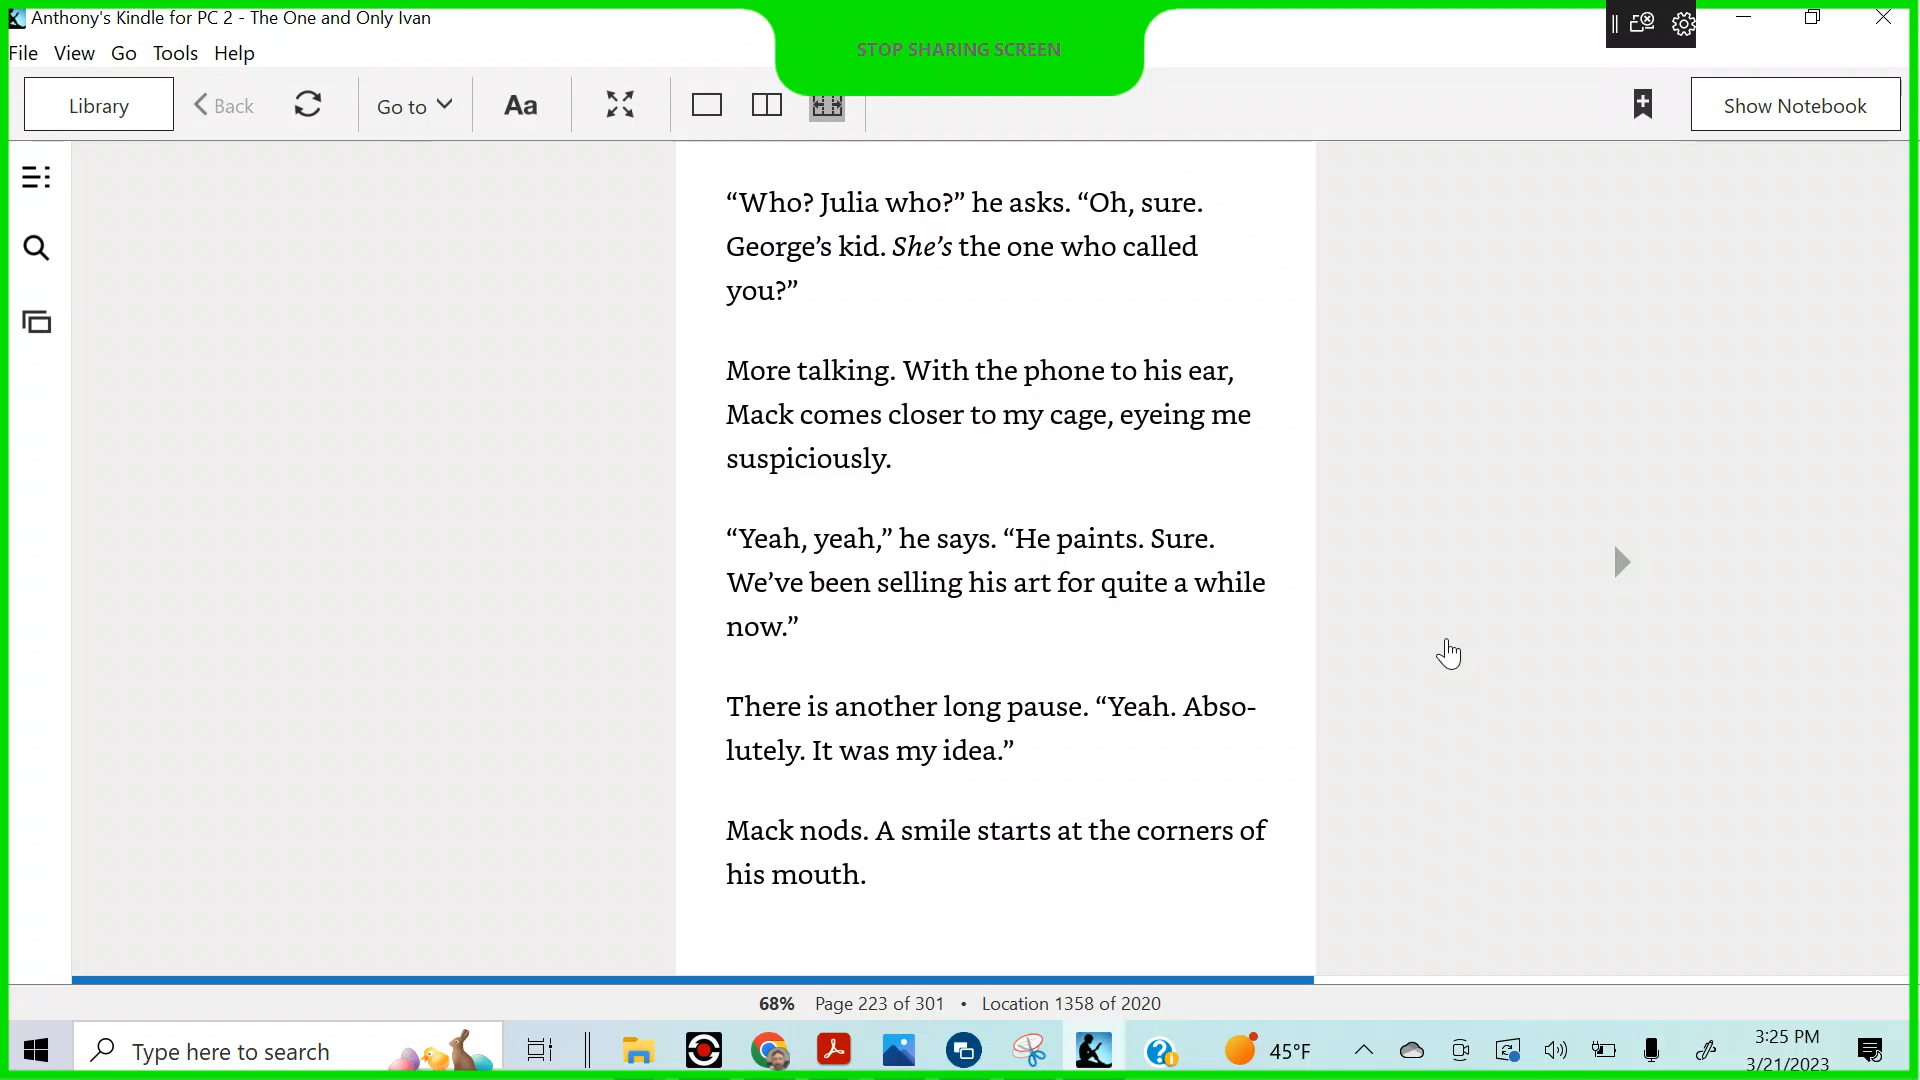 Anthony's Kindle for PC 2 - The One and Only Ivan
STOP SHARING SCREEN
File View Go Tools Help
Library Back Go to Aa Show Notebook
“Who? Julia who?” he asks. “Oh, sure.
George’s kid. She’s the one who called
you?”
More talking. With the phone to his ear,
Mack comes closer to my cage, eyeing me
suspiciously.
“Yeah, yeah,” he says. “He paints. Sure.
We’ve been selling his art for quite a while
now.”
There is another long pause. “Yeah. Abso-
lutely. It was my idea.”
Mack nods. A smile starts at the corners of
his mouth.
68% Page 223 of 301 • Location 1358 of 2020
Type here to search
45°F
3:25 PM
3/21/2023